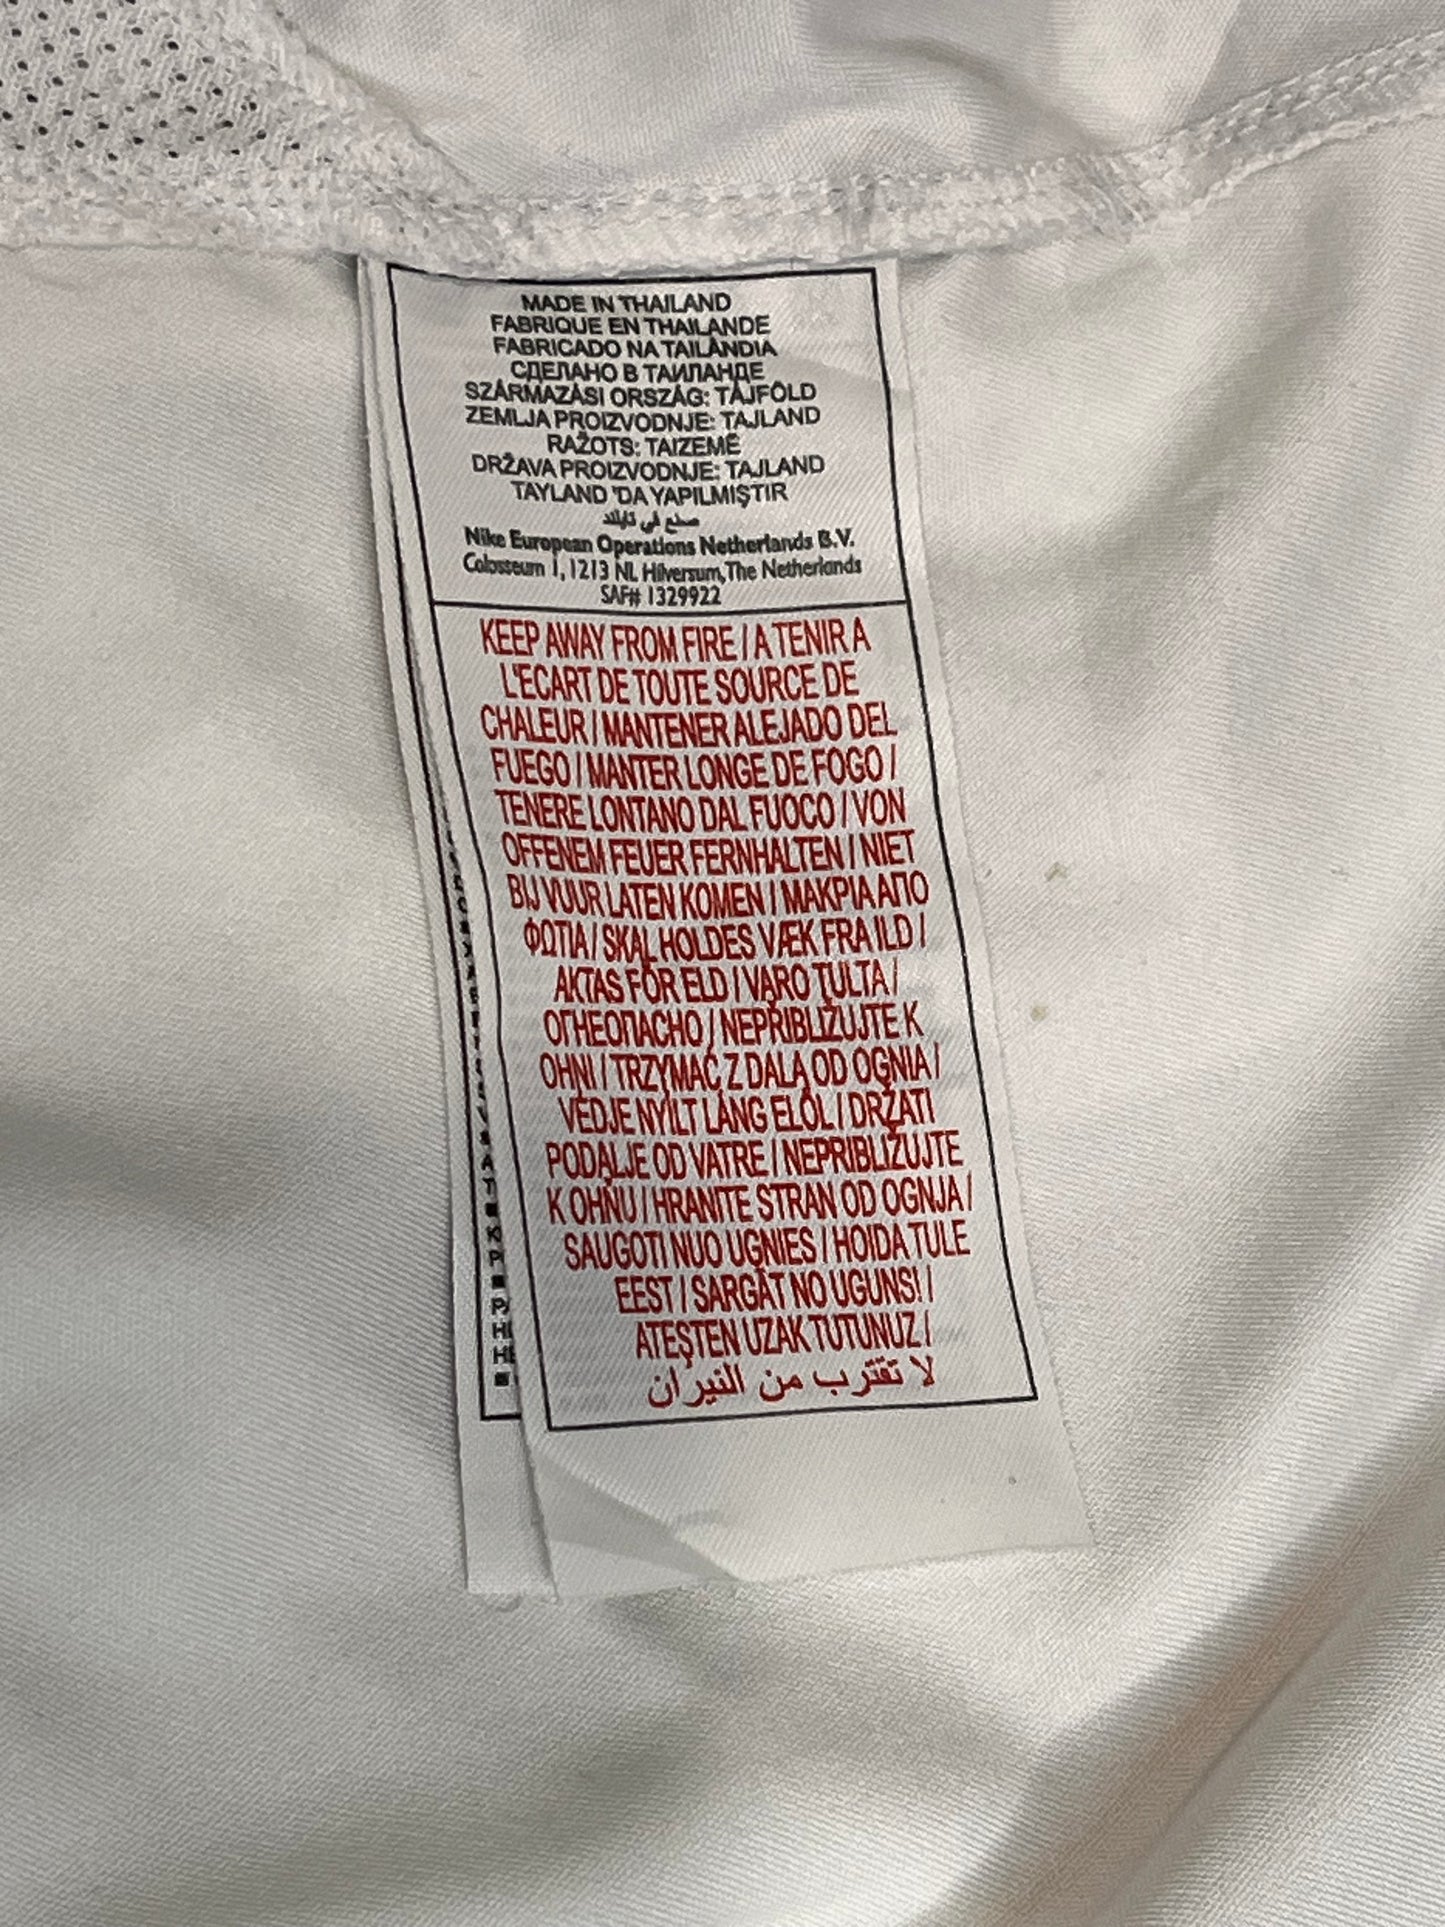 MADE IN THAILAND
FABRIQUE EN THAILANDE
FABRICADO NA TAILÂNDIA
СДЕЛАНО В ТАИЛАНДЕ
SZÁRMAZÁSI ORSZÁG: TÁJFÖLD
ZEMLJA PROIZVODNJE: TAJLAND
RAŽOTS: TAIZEMĒ
DRŽAVA PROIZVODNJE: TAJLAND
TAYLAND 'DA YAPILMIŞTIR
صنع في تايلند
Nike European Operations Netherlands B.V.
Colosseum 1, 1213 NL Hilversum, The Netherlands
SAF# 1329922
KEEP AWAY FROM FIRE / A TENIR A
L'ECART DE TOUTE SOURCE DE
CHALEUR / MANTENER ALEJADO DEL
FUEGO / MANTER LONGE DE FOGO /
TENERE LONTANO DAL FUOCO / VON
OFFENEM FEUER FERNHALTEN / NIET
BIJ VUUR LATEN KOMEN / ΜΑΚΡΙΑ ΑΠΟ
ΦΩΤΙΑ / SKAL HOLDES VÆK FRA ILD /
AKTAS FÖR ELD / VARO TULTA /
ОГНЕОПАСНО / NEPŘIBLIŽUJTE K
OHNI / TRZYMAĆ Z DALA OD OGNIA /
VÉDJE NYÍLT LÁNG ELÖL / DRŽATI
PODALJE OD VATRE / NEPRIBLIŽUJTE
K OHŇU / HRANITE STRAN OD OGNJA /
SAUGOTI NUO UGNIES / HOIDA TULE
EEST / SARGĀT NO UGUNS! /
ATEŞTEN UZAK TUTUNUZ /
لا تقترب من النيران